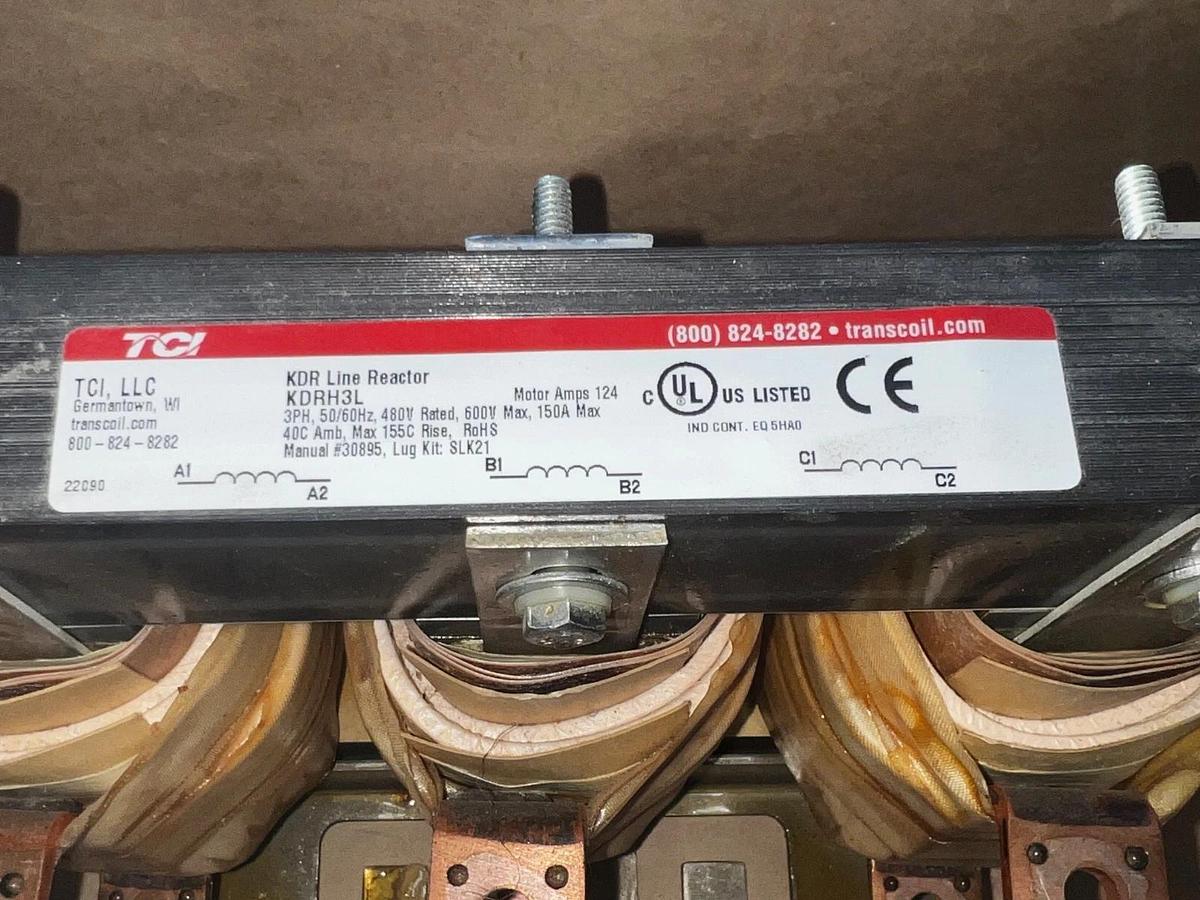 TCI
(800) 824-8282 • transcoil.com
TCI, LLC
Germantown, WI
transcoil.com
800-824-8282
22090
KDR Line Reactor
KDRH3L
Motor Amps 124
3PH, 50/60Hz, 480V Rated, 600V Max, 150A Max
40C Amb, Max 155C Rise, RoHS
Manual #30895, Lug Kit: SLK21
C UL ® US LISTED
IND CONT. EQ 5HA0
CE
A1
A2
B1
B2
C1
C2